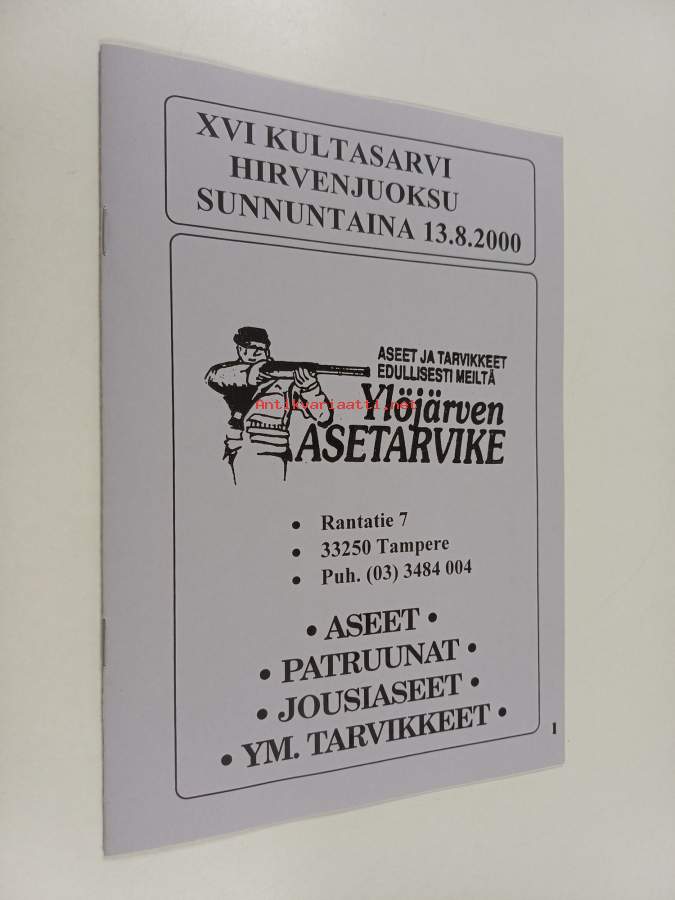 XVI KULTASARVI
HIRVENJUOKSU
SUNNUNTAINA 13.8.2000
ASEET JA TARVIKKEET
EDULLISESTI MEILTÄ
Antikvariaatti.net
Ylöjärven
ASETARVIKE
• Rantatie 7
• 33250 Tampere
• Puh. (03) 3484 004
• ASEET •
• PATRUUNAT •
• JOUSIASEET •
• YM. TARVIKKEET •
1